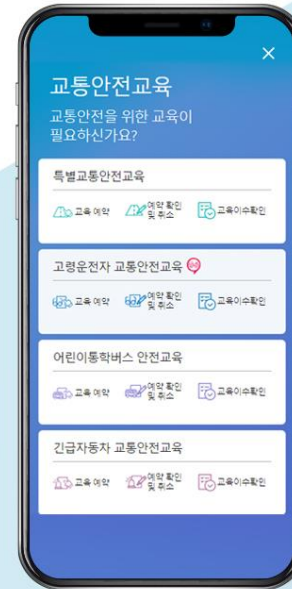 교통안전교육
교통안전을 위한 교육이
필요하신가요?
특별교통안전교육
교육 예약
예약 확인
및 취소
교육이수확인
고령운전자 교통안전교육
교육 예약
예약 확인
및 취소
교육이수확인
어린이통학버스 안전교육
교육 예약
예약 확인
및 취소
교육이수확인
긴급자동차 교통안전교육
교육 예약
예약 확인
및 취소
교육이수확인